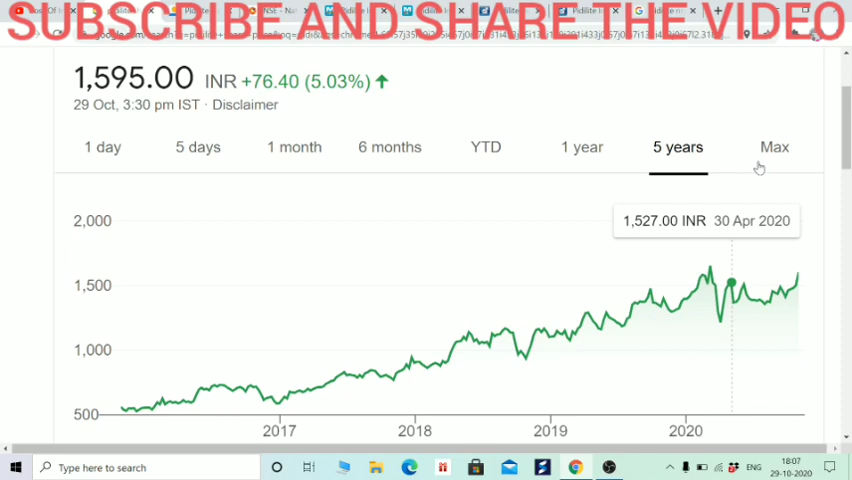 SUBSCRIBE AND SHARE THE VIDEO
1,595.00 INR +76.40 (5.03%)
29 Oct, 3:30 pm IST · Disclaimer
1 day 5 days 1 month 6 months YTD 1 year 5 years Max
1,527.00 INR 30 Apr 2020
2,000
1,500
1,000
500
2017 2018 2019 2020
Type here to search
ENG
18:07
29-10-2020